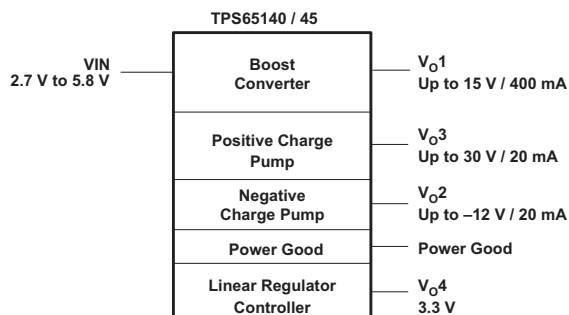 TPS65140 / 45
VIN
2.7 V to 5.8 V
Boost
Converter
VO1
Up to 15 V / 400 mA
Positive Charge
Pump
VO3
Up to 30 V / 20 mA
Negative
Charge Pump
VO2
Up to –12 V / 20 mA
Power Good
Power Good
Linear Regulator
Controller
VO4
3.3 V